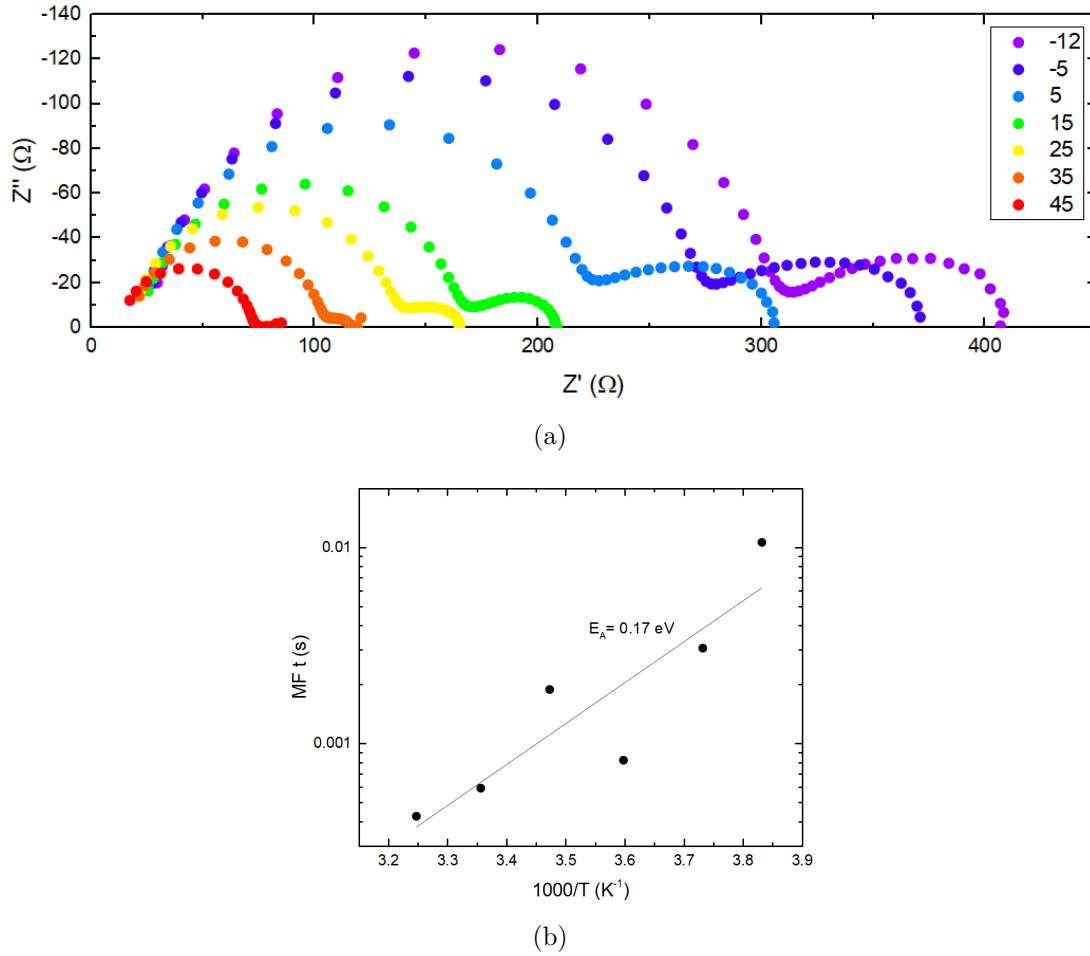 -140
-120
-100
-80
-60
-40
-20
0
Z'' (Ω)
-12
-5
5
15
25
35
45
0 100 200 300 400
Z' (Ω)
(a)
0.01
0.001
MF t (s)
E_A= 0.17 eV
3.2 3.3 3.4 3.5 3.6 3.7 3.8 3.9
1000/T (K⁻¹)
(b)